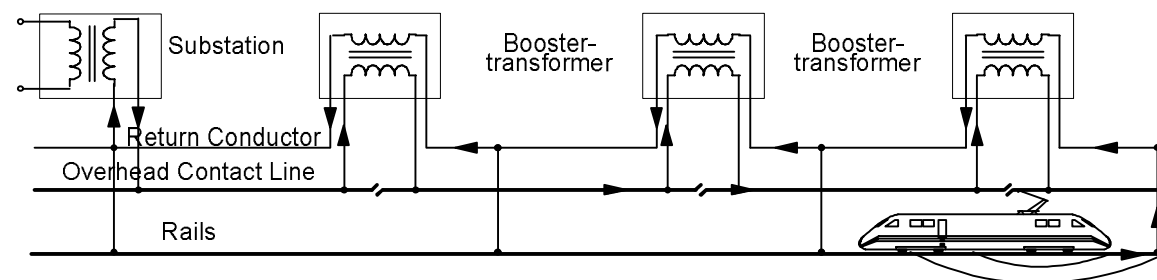 Substation
Booster-
transformer
Booster-
transformer
Return Conductor
Overhead Contact Line
Rails